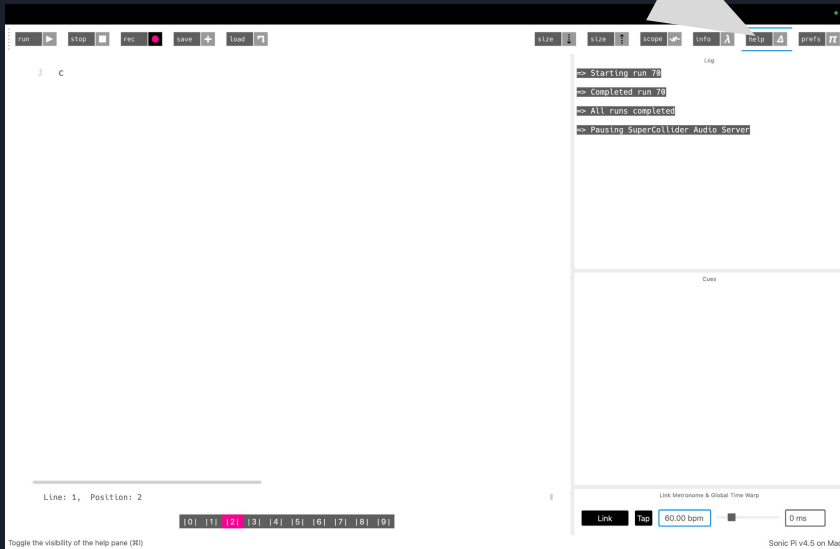 run stop rec save load size size scope info help prefs
1 c
Log
=> Starting run 70
=> Completed run 70
=> All runs completed
=> Pausing SuperCollider Audio Server
Cues
Line: 1, Position: 2
|0| |1| |2| |3| |4| |5| |6| |7| |8| |9|
Link Metronome & Global Time Warp
Link Tap 60.00 bpm 0 ms
Toggle the visibility of the help pane (⌘I)
Sonic Pi v4.5 on Mac